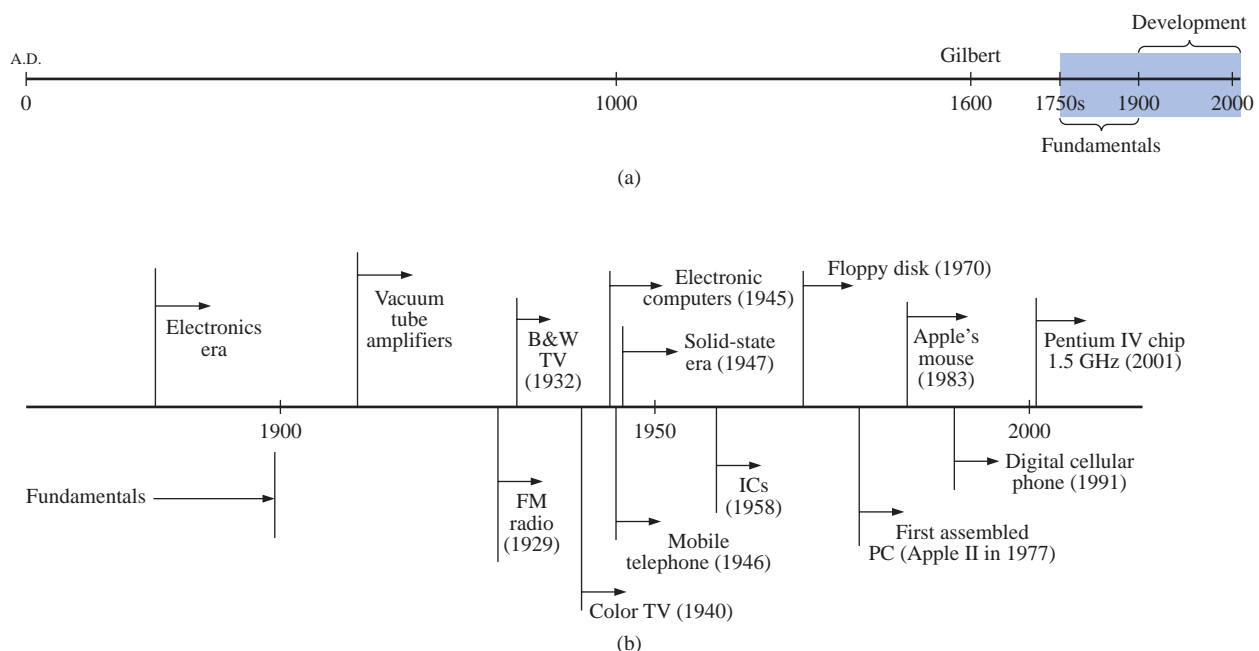 Development
A.D.
Gilbert
0
1000
1600
1750s
1900
2000
Fundamentals
(a)
Electronics
era
Vacuum
tube
amplifiers
B&W
TV
(1932)
Electronic
computers (1945)
Solid-state
era (1947)
Floppy disk (1970)
Apple's
mouse
(1983)
Pentium IV chip
1.5 GHz (2001)
1900
1950
2000
Fundamentals
FM
radio
(1929)
Color TV (1940)
Mobile
telephone (1946)
ICs
(1958)
First assembled
PC (Apple II in 1977)
Digital cellular
phone (1991)
(b)